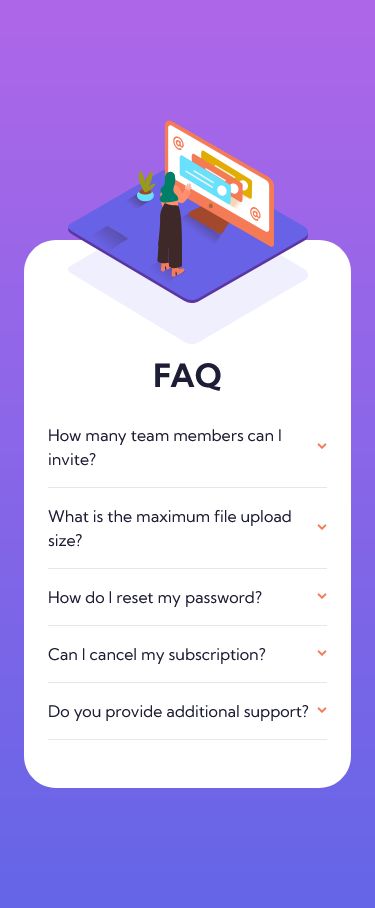 @
@
FAQ
How many team members can I
invite?
What is the maximum file upload
size?
How do I reset my password?
Can I cancel my subscription?
Do you provide additional support?